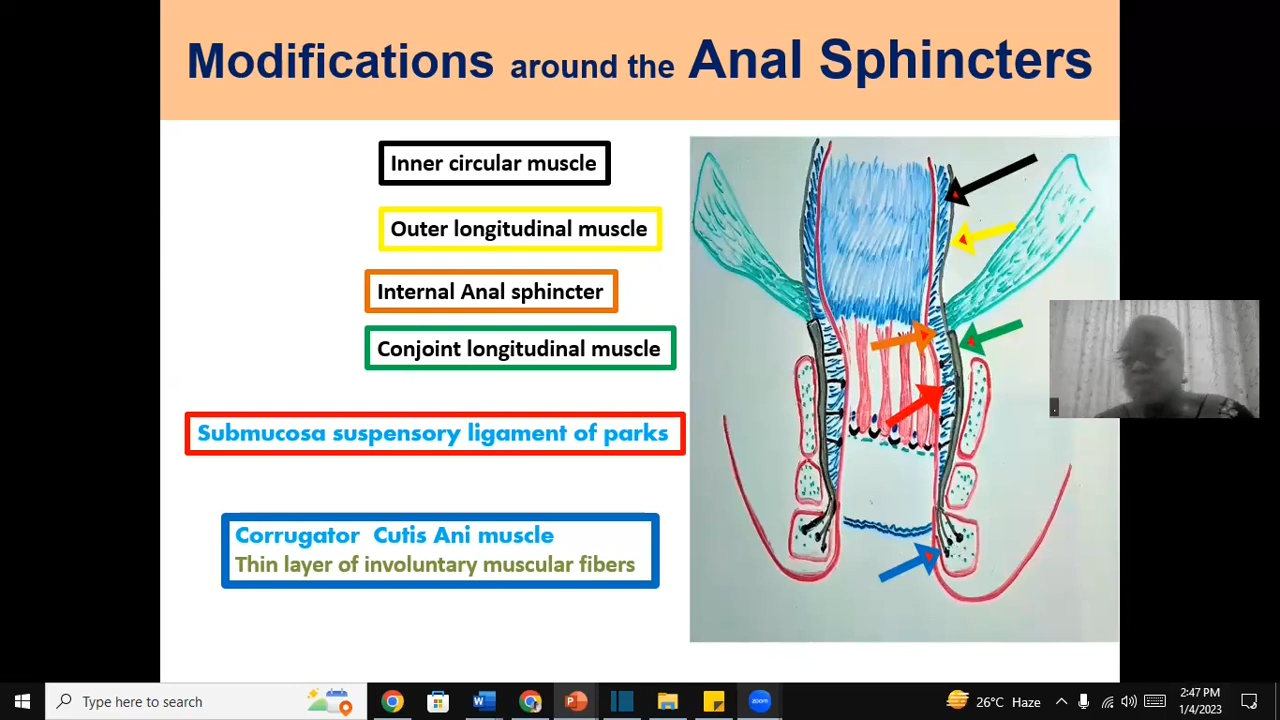 Modifications around the Anal Sphincters
Inner circular muscle
Outer longitudinal muscle
Internal Anal sphincter
Conjoint longitudinal muscle
Submucosa suspensory ligament of parks
Corrugator Cutis Ani muscle
Thin layer of involuntary muscular fibers
Type here to search
26°C Haze
2:47 PM
1/4/2023